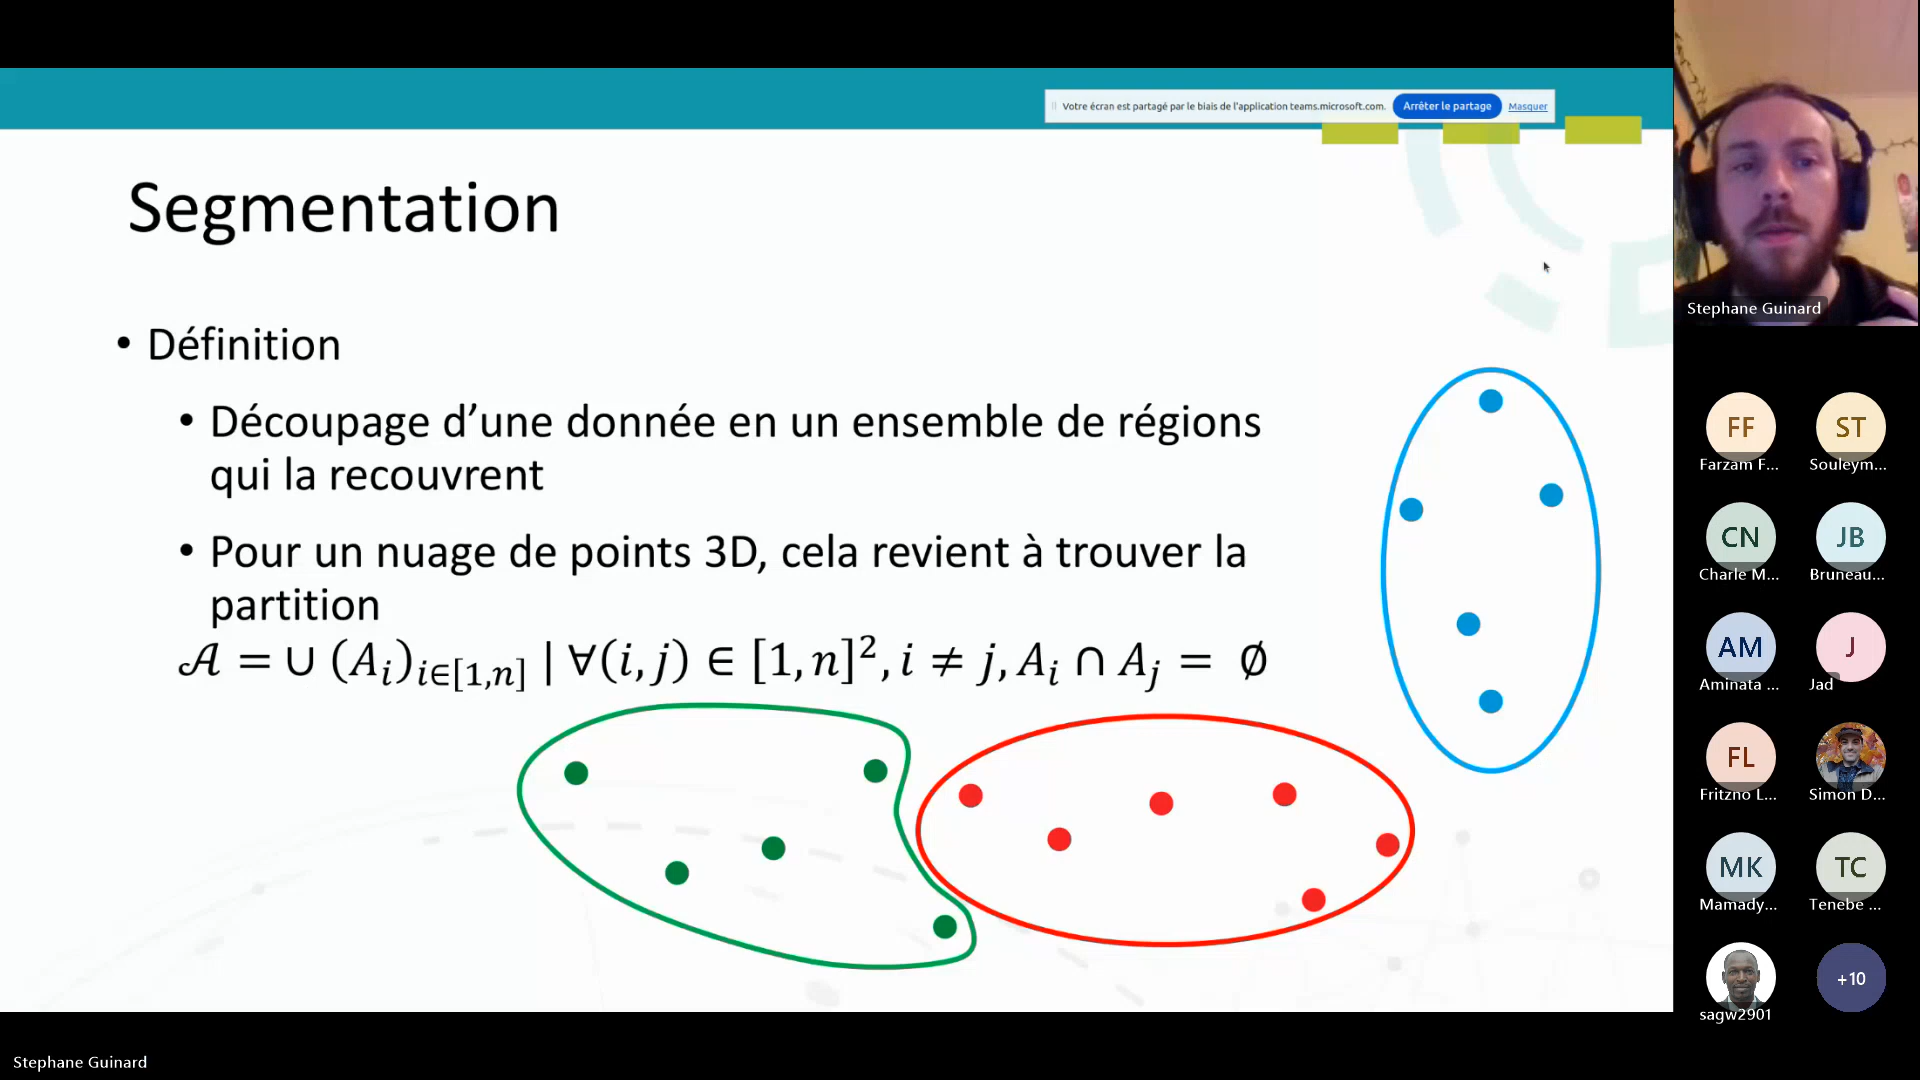 Votre écran est partagé par le biais de l'application teams.microsoft.com. Arrêter le partage Masquer
Segmentation
• Définition
• Découpage d’une donnée en un ensemble de régions
qui la recouvrent
• Pour un nuage de points 3D, cela revient à trouver la
partition
𝒜 = ∪ (A_i)_{i∈[1,n]} | ∀(i,j) ∈ [1,n]², i ≠ j, A_i ∩ A_j = ∅
Stephane Guinard
FF
Farzam F...
ST
Souleym...
CN
Charle M...
JB
Bruneau...
AM
Aminata ...
J
Jad
FL
Fritzno L...
Simon D...
MK
Mamady...
TC
Tenebe ...
sagw2901
+10
Stephane Guinard